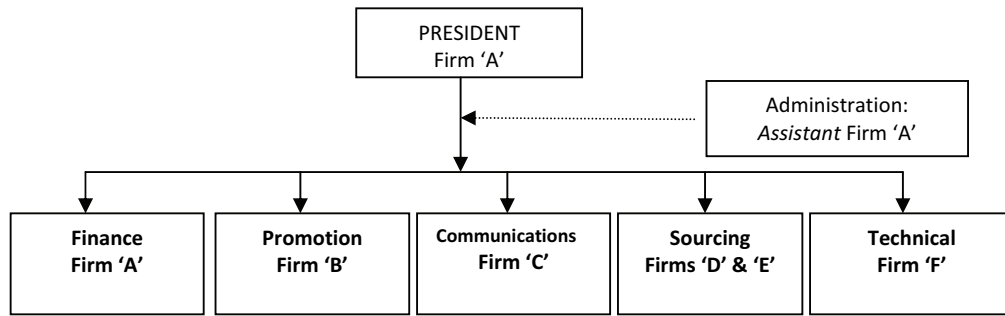 PRESIDENT
Firm ‘A’
Administration:
Assistant Firm ‘A’
Finance
Firm ‘A’
Promotion
Firm ‘B’
Communications
Firm ‘C’
Sourcing
Firms ‘D’ & ‘E’
Technical
Firm ‘F’